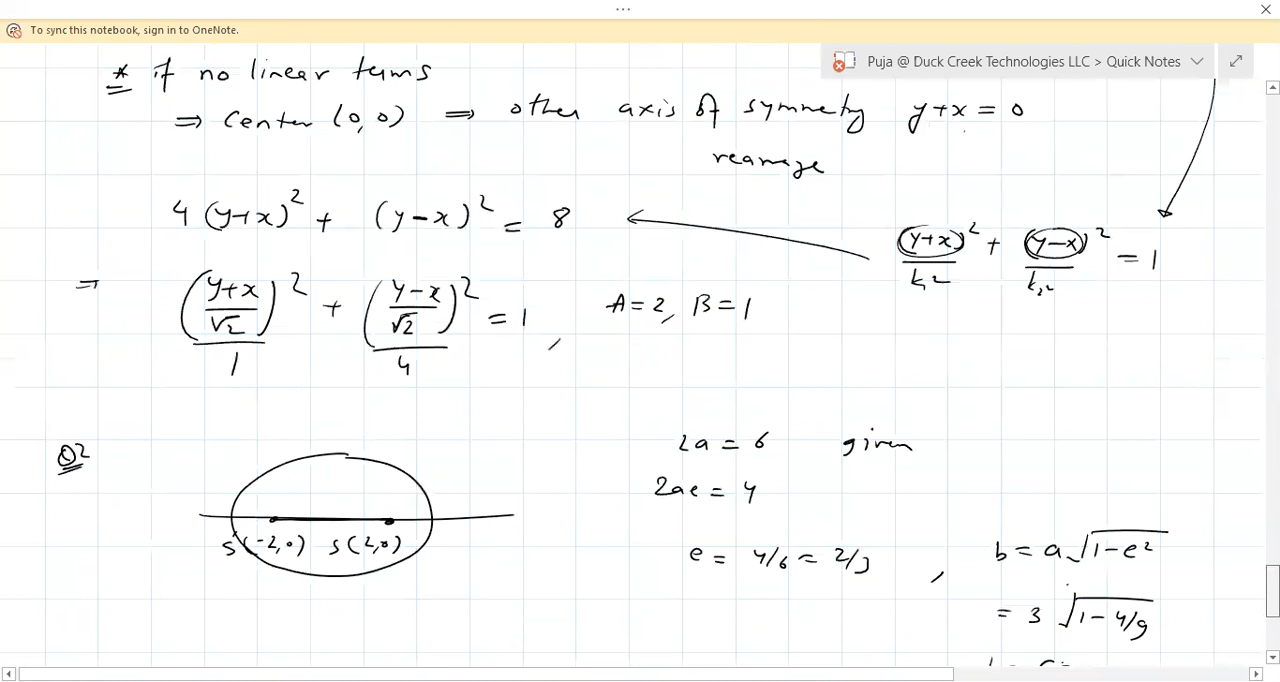 To sync this notebook, sign in to OneNote.
Puja @ Duck Creek Technologies LLC > Quick Notes
* if no linear terms
⇒ Center (0,0) ⇒ other axis of symmetry y+x = 0
rearrange
4 (y+x)² + (y-x)² = 8
(y+x)²/k₁² + (y-x)²/k₂² = 1
⇒ ((y+x)/√2)²/1 + ((y-x)/√2)²/4 = 1, A=2, B=1
Q2
2a = 6 given
2ae = 4
S'(-2,0) S(2,0)
e = 4/6 = 2/3, b = a√(1-e²)
= 3 √(1-4/9)